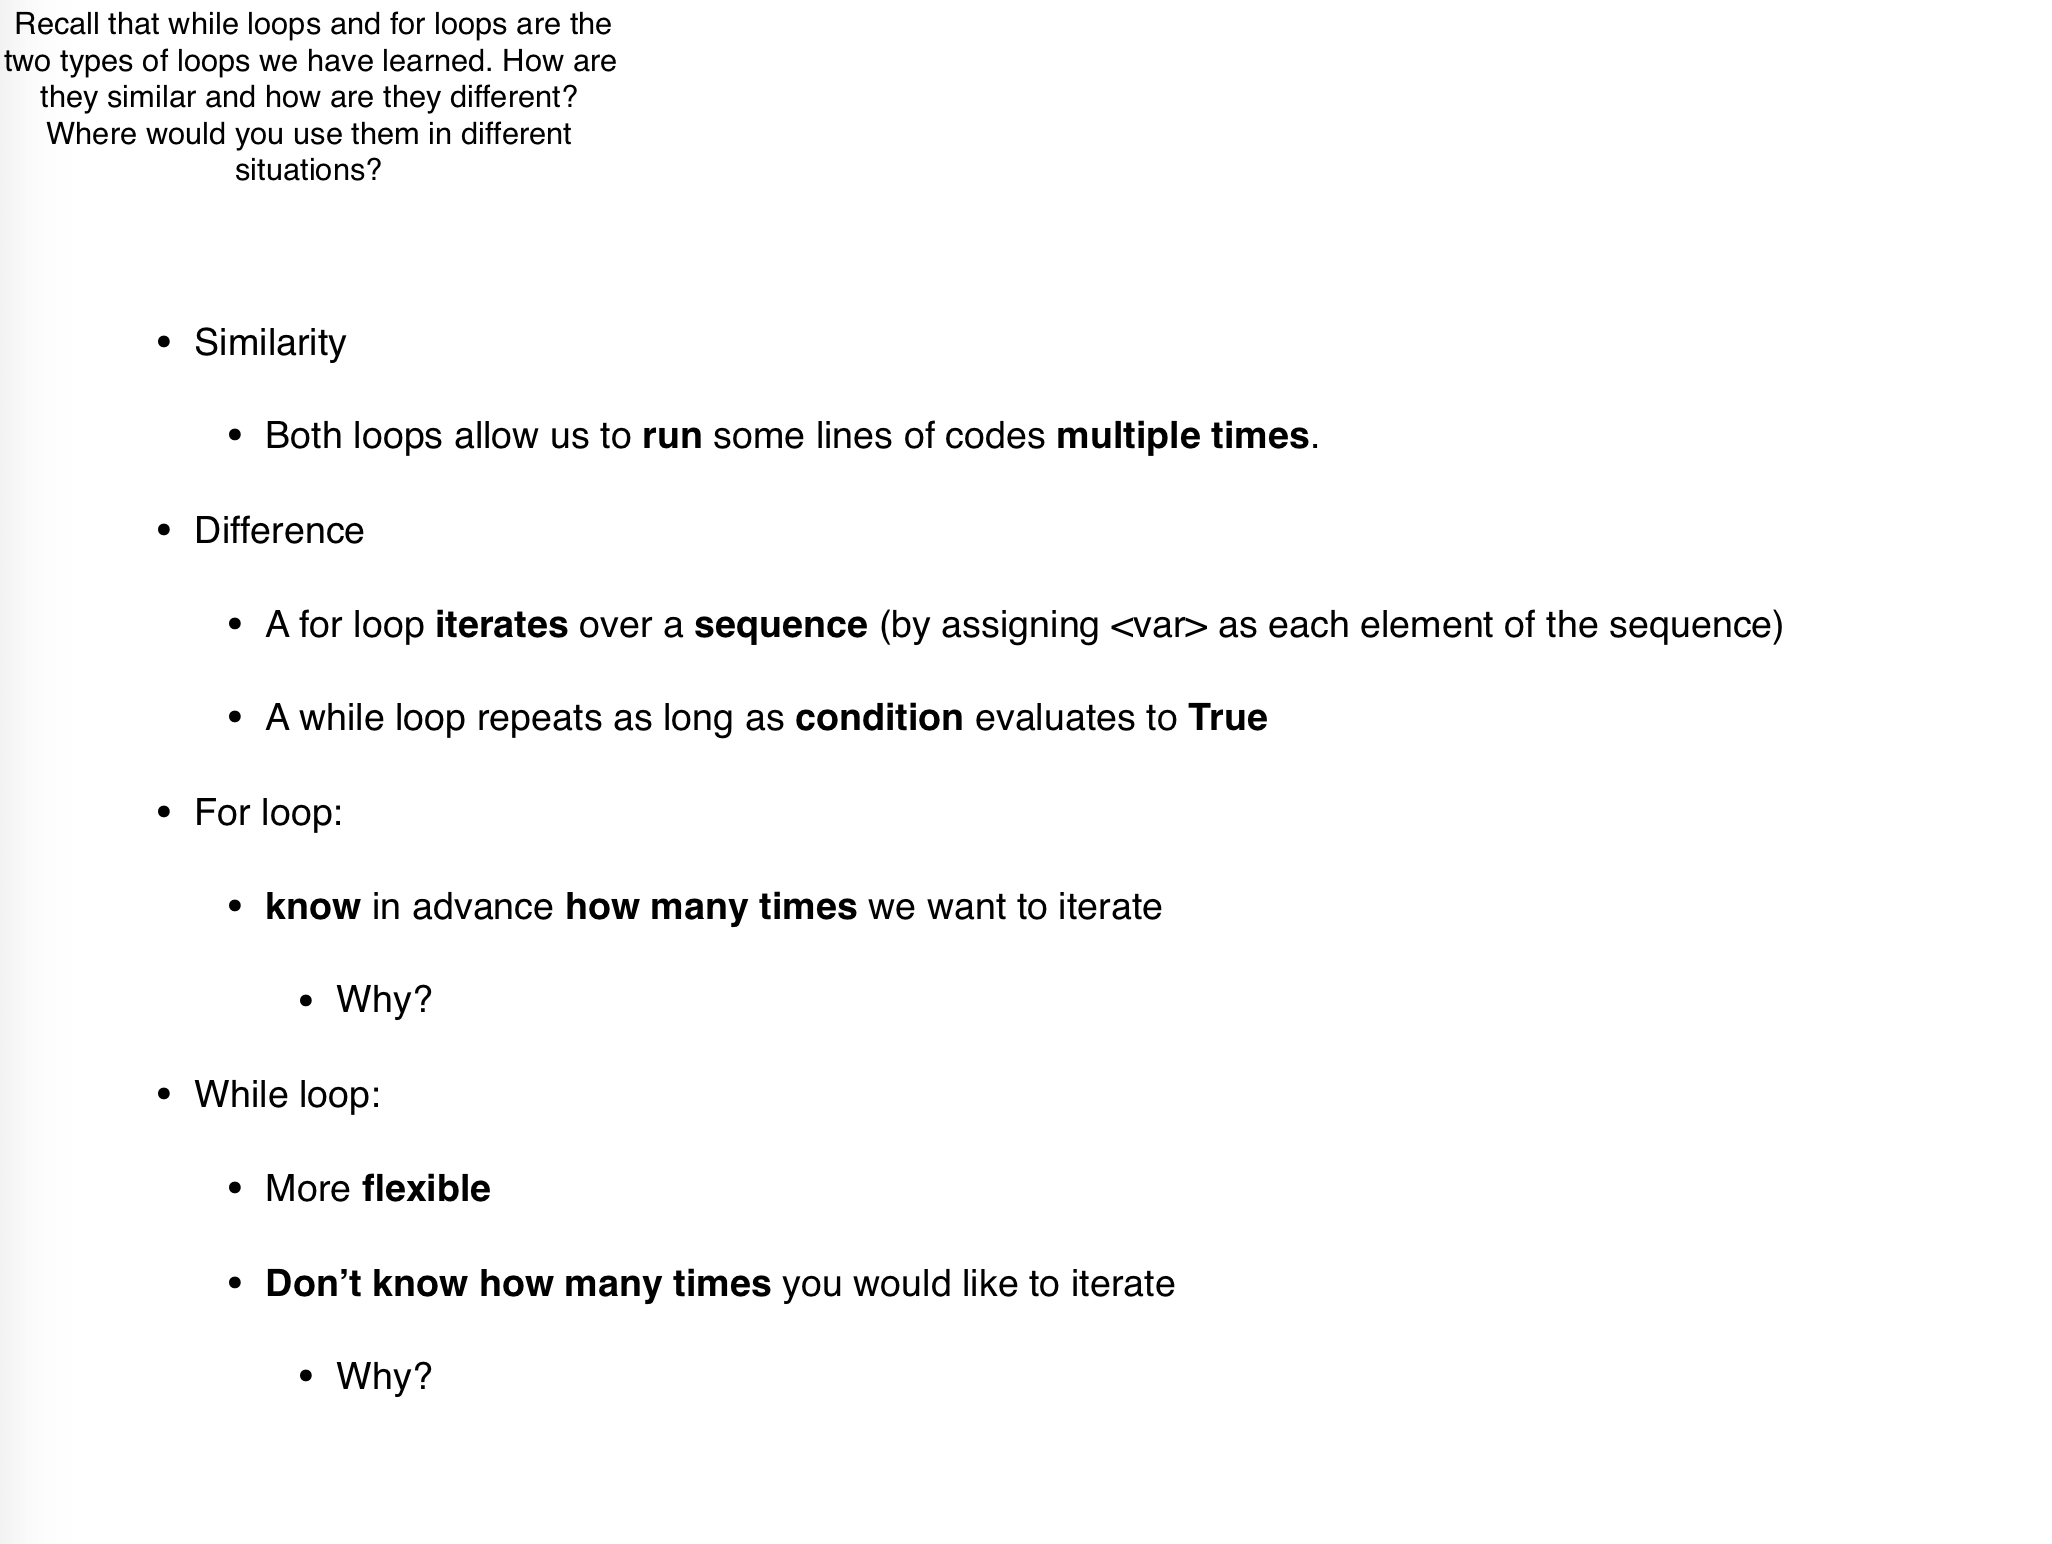 Recall that while loops and for loops are the
two types of loops we have learned. How are
they similar and how are they different?
Where would you use them in different
situations?
• Similarity
• Both loops allow us to run some lines of codes multiple times.
• Difference
• A for loop iterates over a sequence (by assigning <var> as each element of the sequence)
• A while loop repeats as long as condition evaluates to True
• For loop:
• know in advance how many times we want to iterate
• Why?
• While loop:
• More flexible
• Don’t know how many times you would like to iterate
• Why?